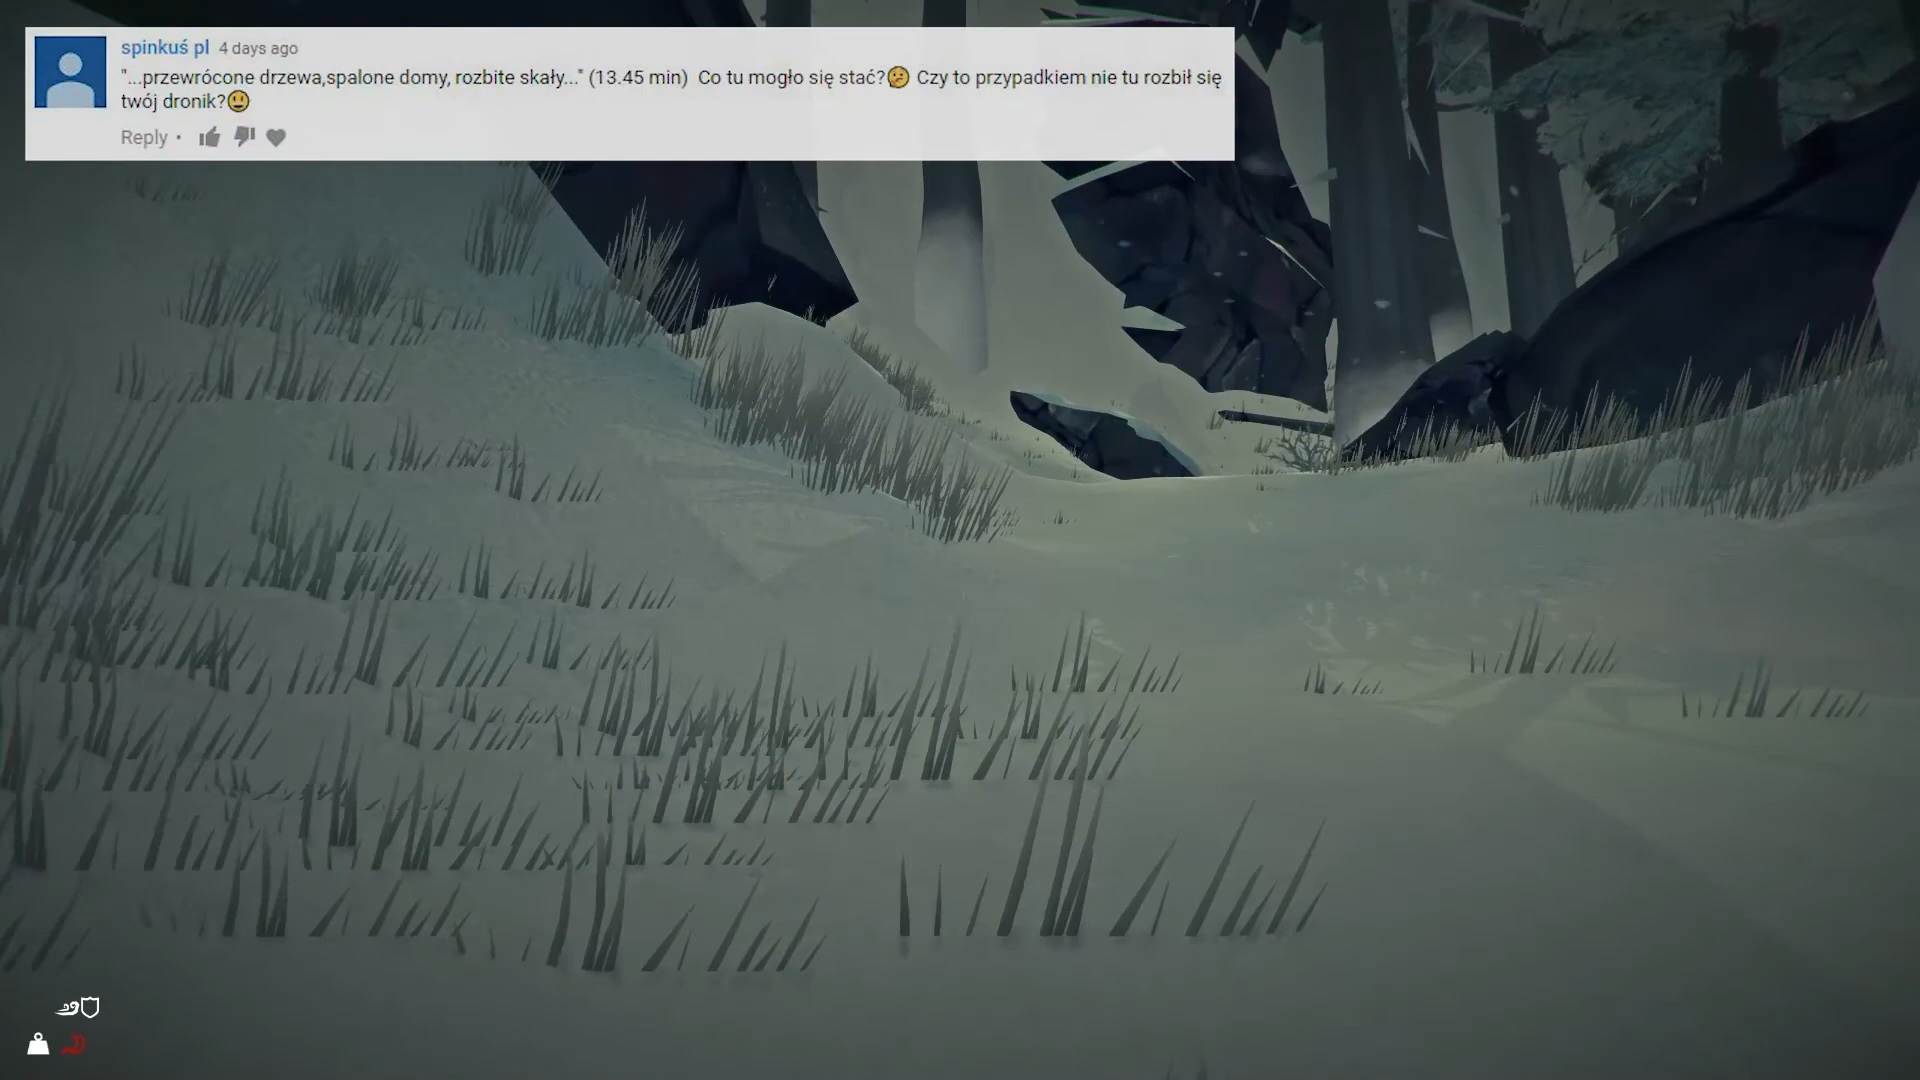 spinkuś pl 4 days ago
"...przewrócone drzewa,spalone domy, rozbite skały..." (13.45 min)  Co tu mogło się stać?🫤 Czy to przypadkiem nie tu rozbił się
twój dronik?😃
Reply •